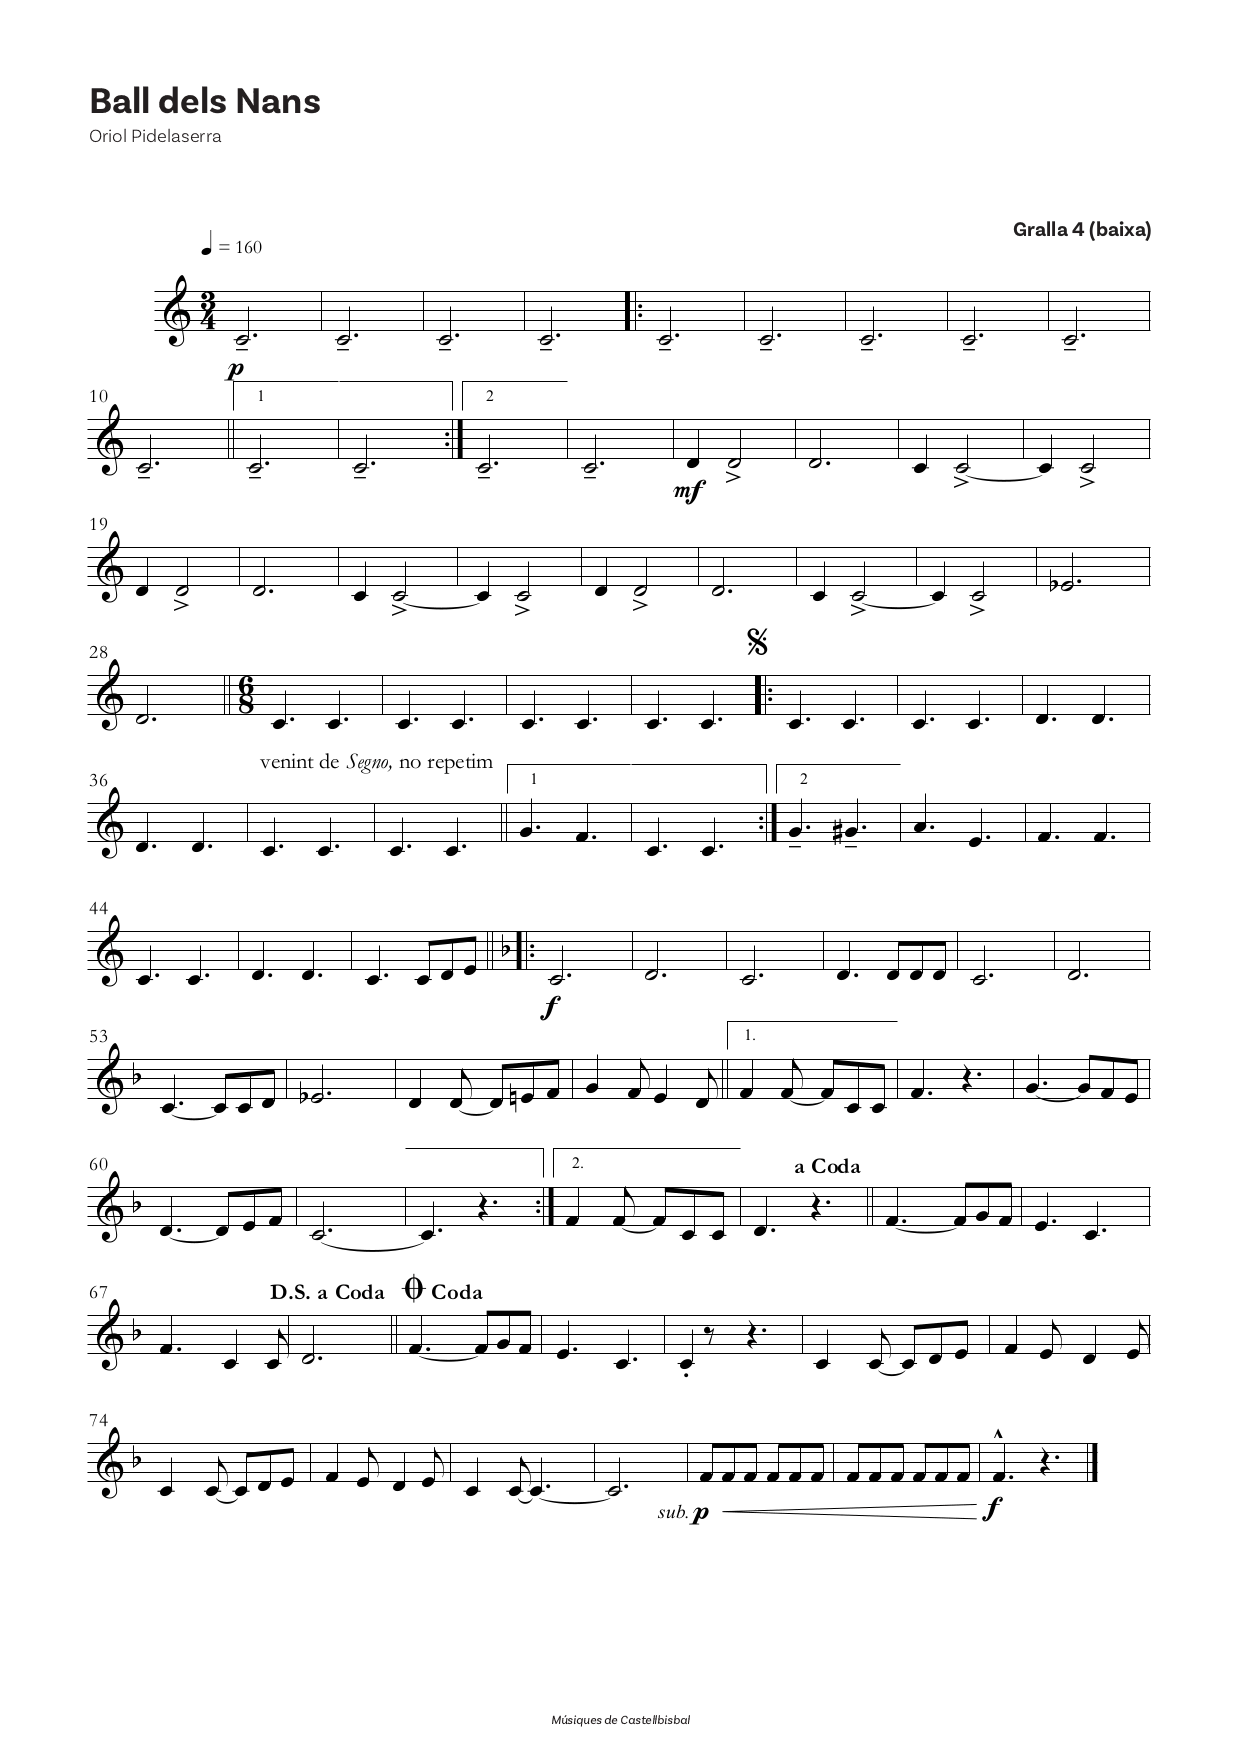 Ball dels Nans
Oriol Pidelaserra
Gralla 4 (baixa)
= 160
3
4
p
10
1
2
mf
19
28
6
8
venint de Segno, no repetim
36
1
2
44
f
53
1.
60
2.
a Coda
67
D.S. a Coda
Coda
74
sub. p
f
Músiques de Castellbisbal